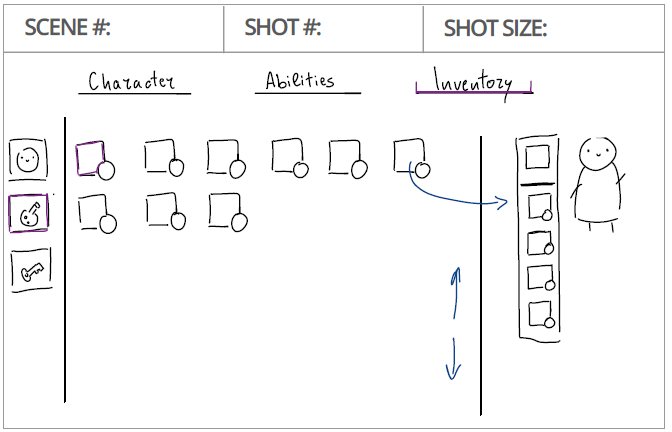 SCENE #: SHOT #: SHOT SIZE:
Character Abilities Inventory